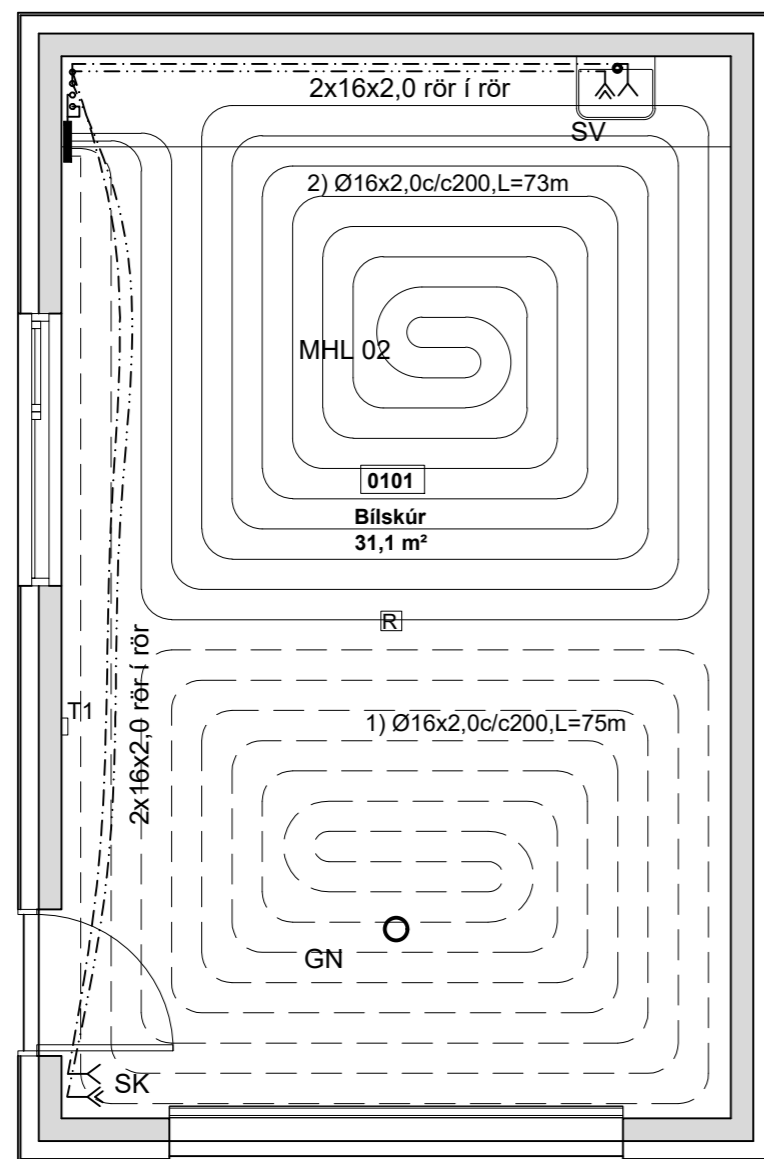 2x16x2,0 rör í rör
SV
2) Ø16x2,0c/c200,L=73m
MHL 02
0101
Bílskúr
31,1 m²
R
2x16x2,0 rör í rör
T1
1) Ø16x2,0c/c200,L=75m
GN
SK